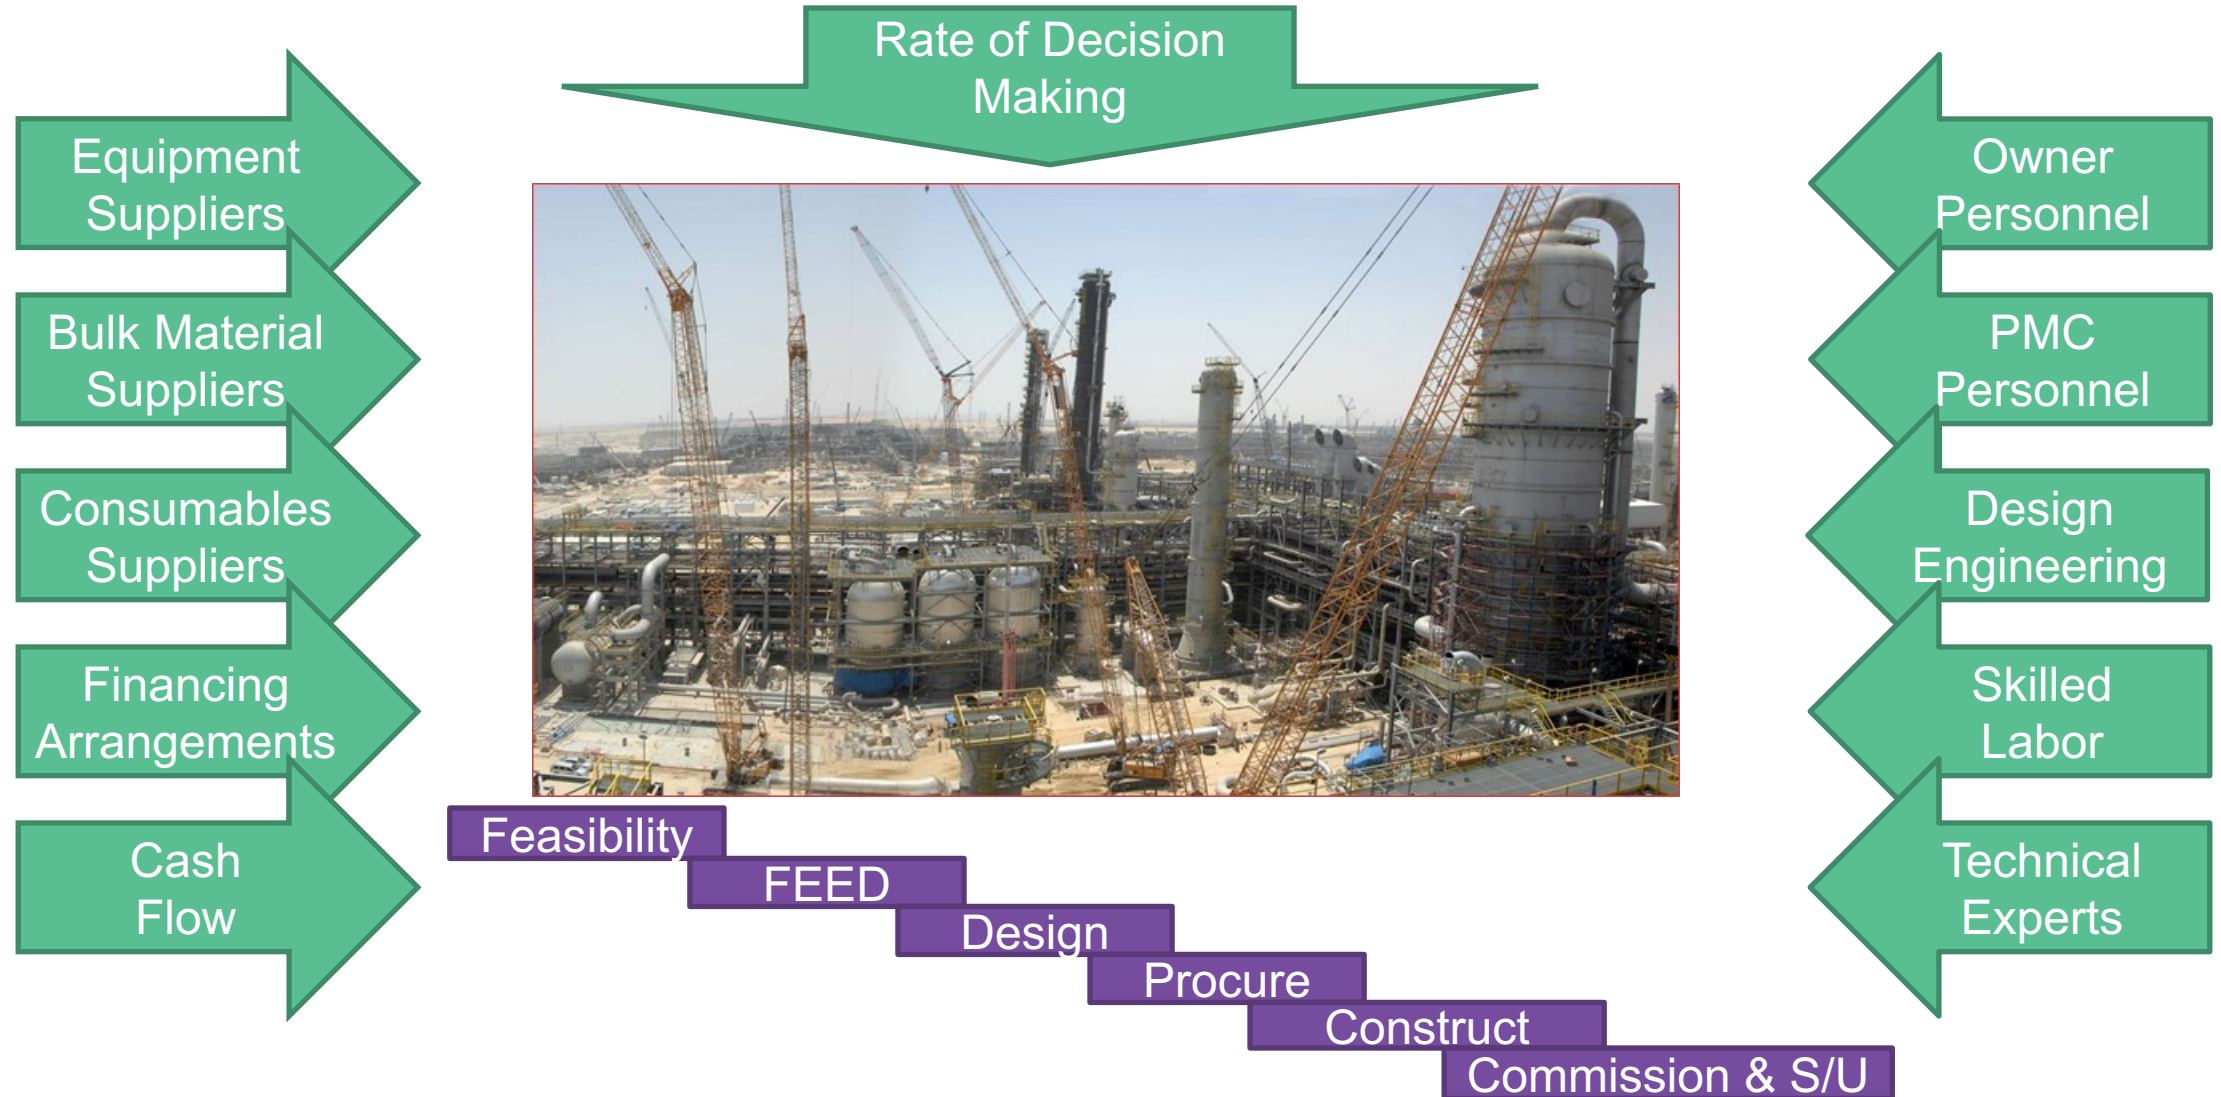 Rate of Decision
Making
Equipment
Suppliers
Bulk Material
Suppliers
Consumables
Suppliers
Financing
Arrangements
Cash
Flow
Owner
Personnel
PMC
Personnel
Design
Engineering
Skilled
Labor
Technical
Experts
Feasibility
FEED
Design
Procure
Construct
Commission & S/U